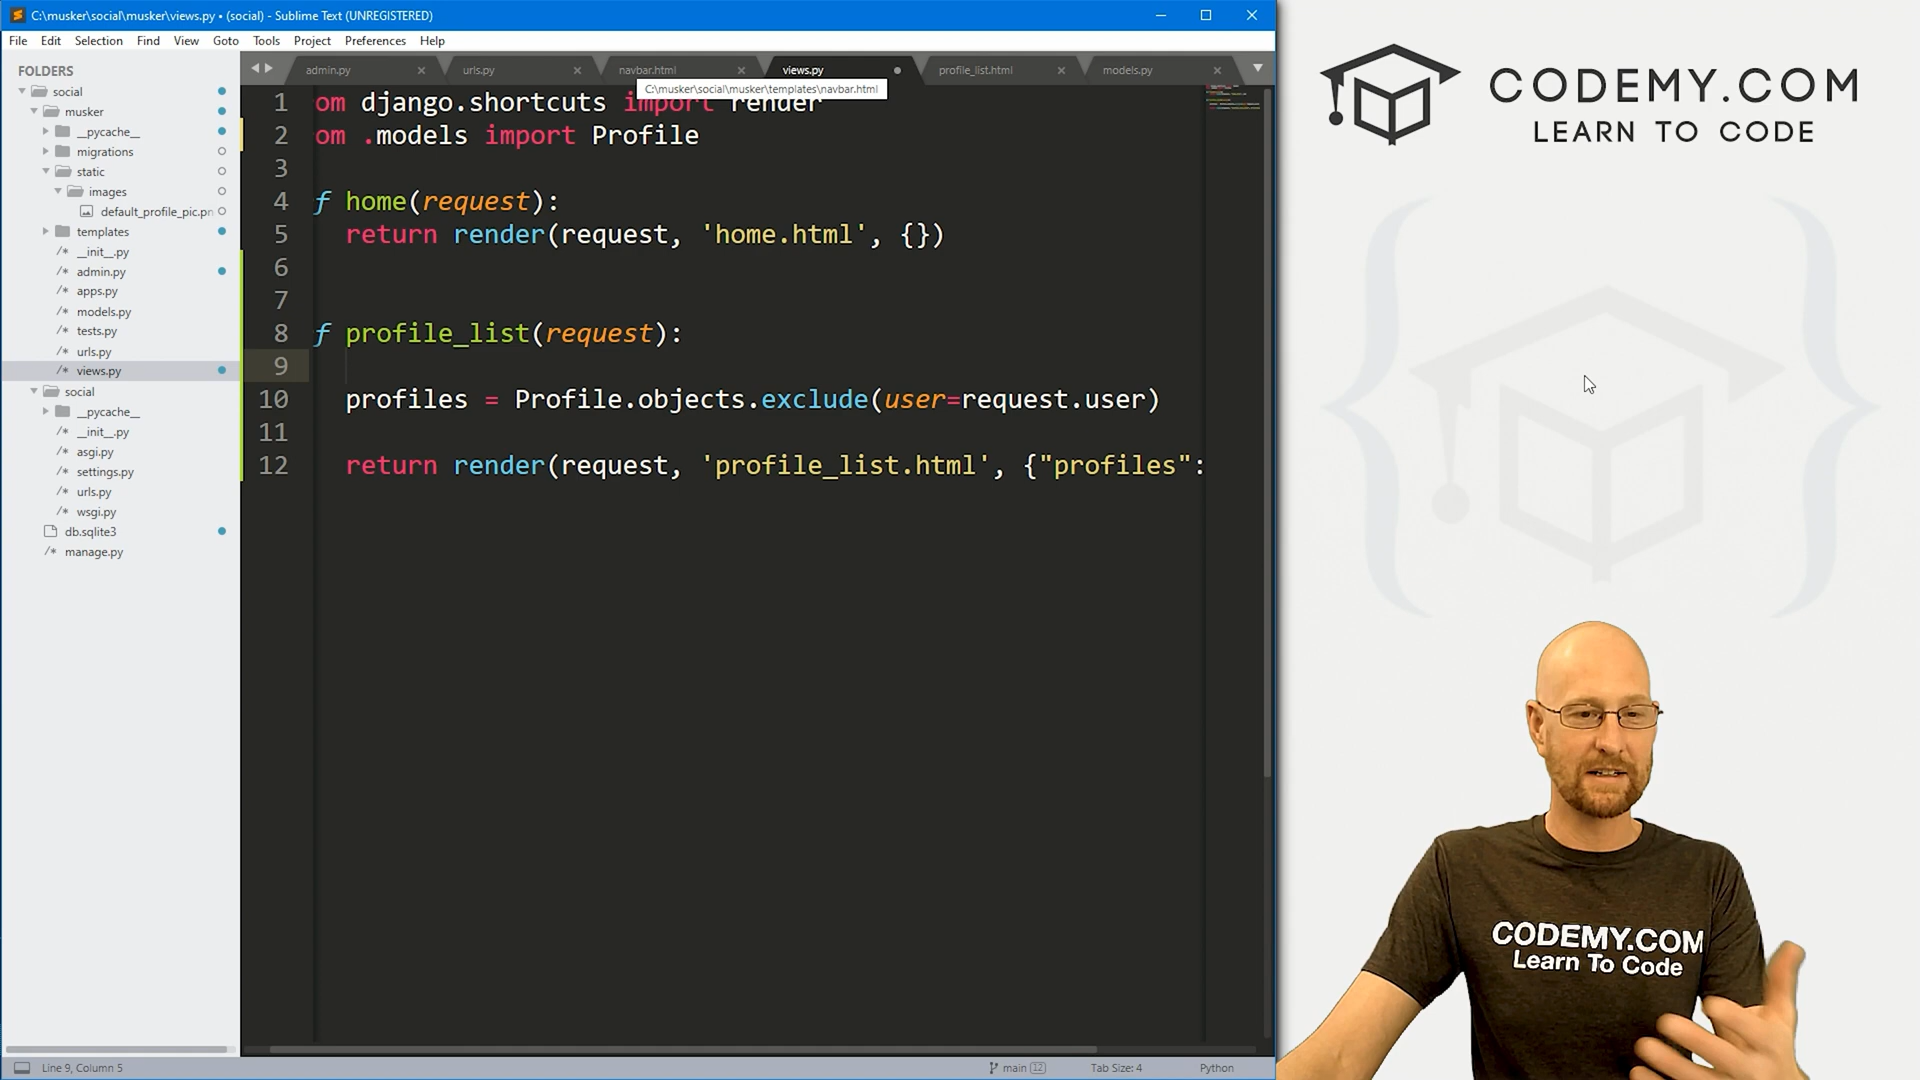 C:\musker\social\musker\views.py • (social) - Sublime Text (UNREGISTERED)
File Edit Selection Find View Goto Tools Project Preferences Help
FOLDERS
social
musker
__pycache__
migrations
static
images
default_profile_pic.pn
templates
__init__.py
admin.py
apps.py
models.py
tests.py
urls.py
views.py
social
__pycache__
__init__.py
asgi.py
settings.py
urls.py
wsgi.py
db.sqlite3
manage.py
admin.py urls.py navbar.html views.py profile_list.html models.py
C:\musker\social\musker\templates\navbar.html
1 om django.shortcuts import render
2 om .models import Profile
3
4 f home(request):
5 return render(request, 'home.html', {})
6
7
8 f profile_list(request):
9
10 profiles = Profile.objects.exclude(user=request.user)
11
12 return render(request, 'profile_list.html', {"profiles":
Line 9, Column 5
main 12
Tab Size: 4
Python
CODEMY.COM
LEARN TO CODE
CODEMY.COM
Learn To Code